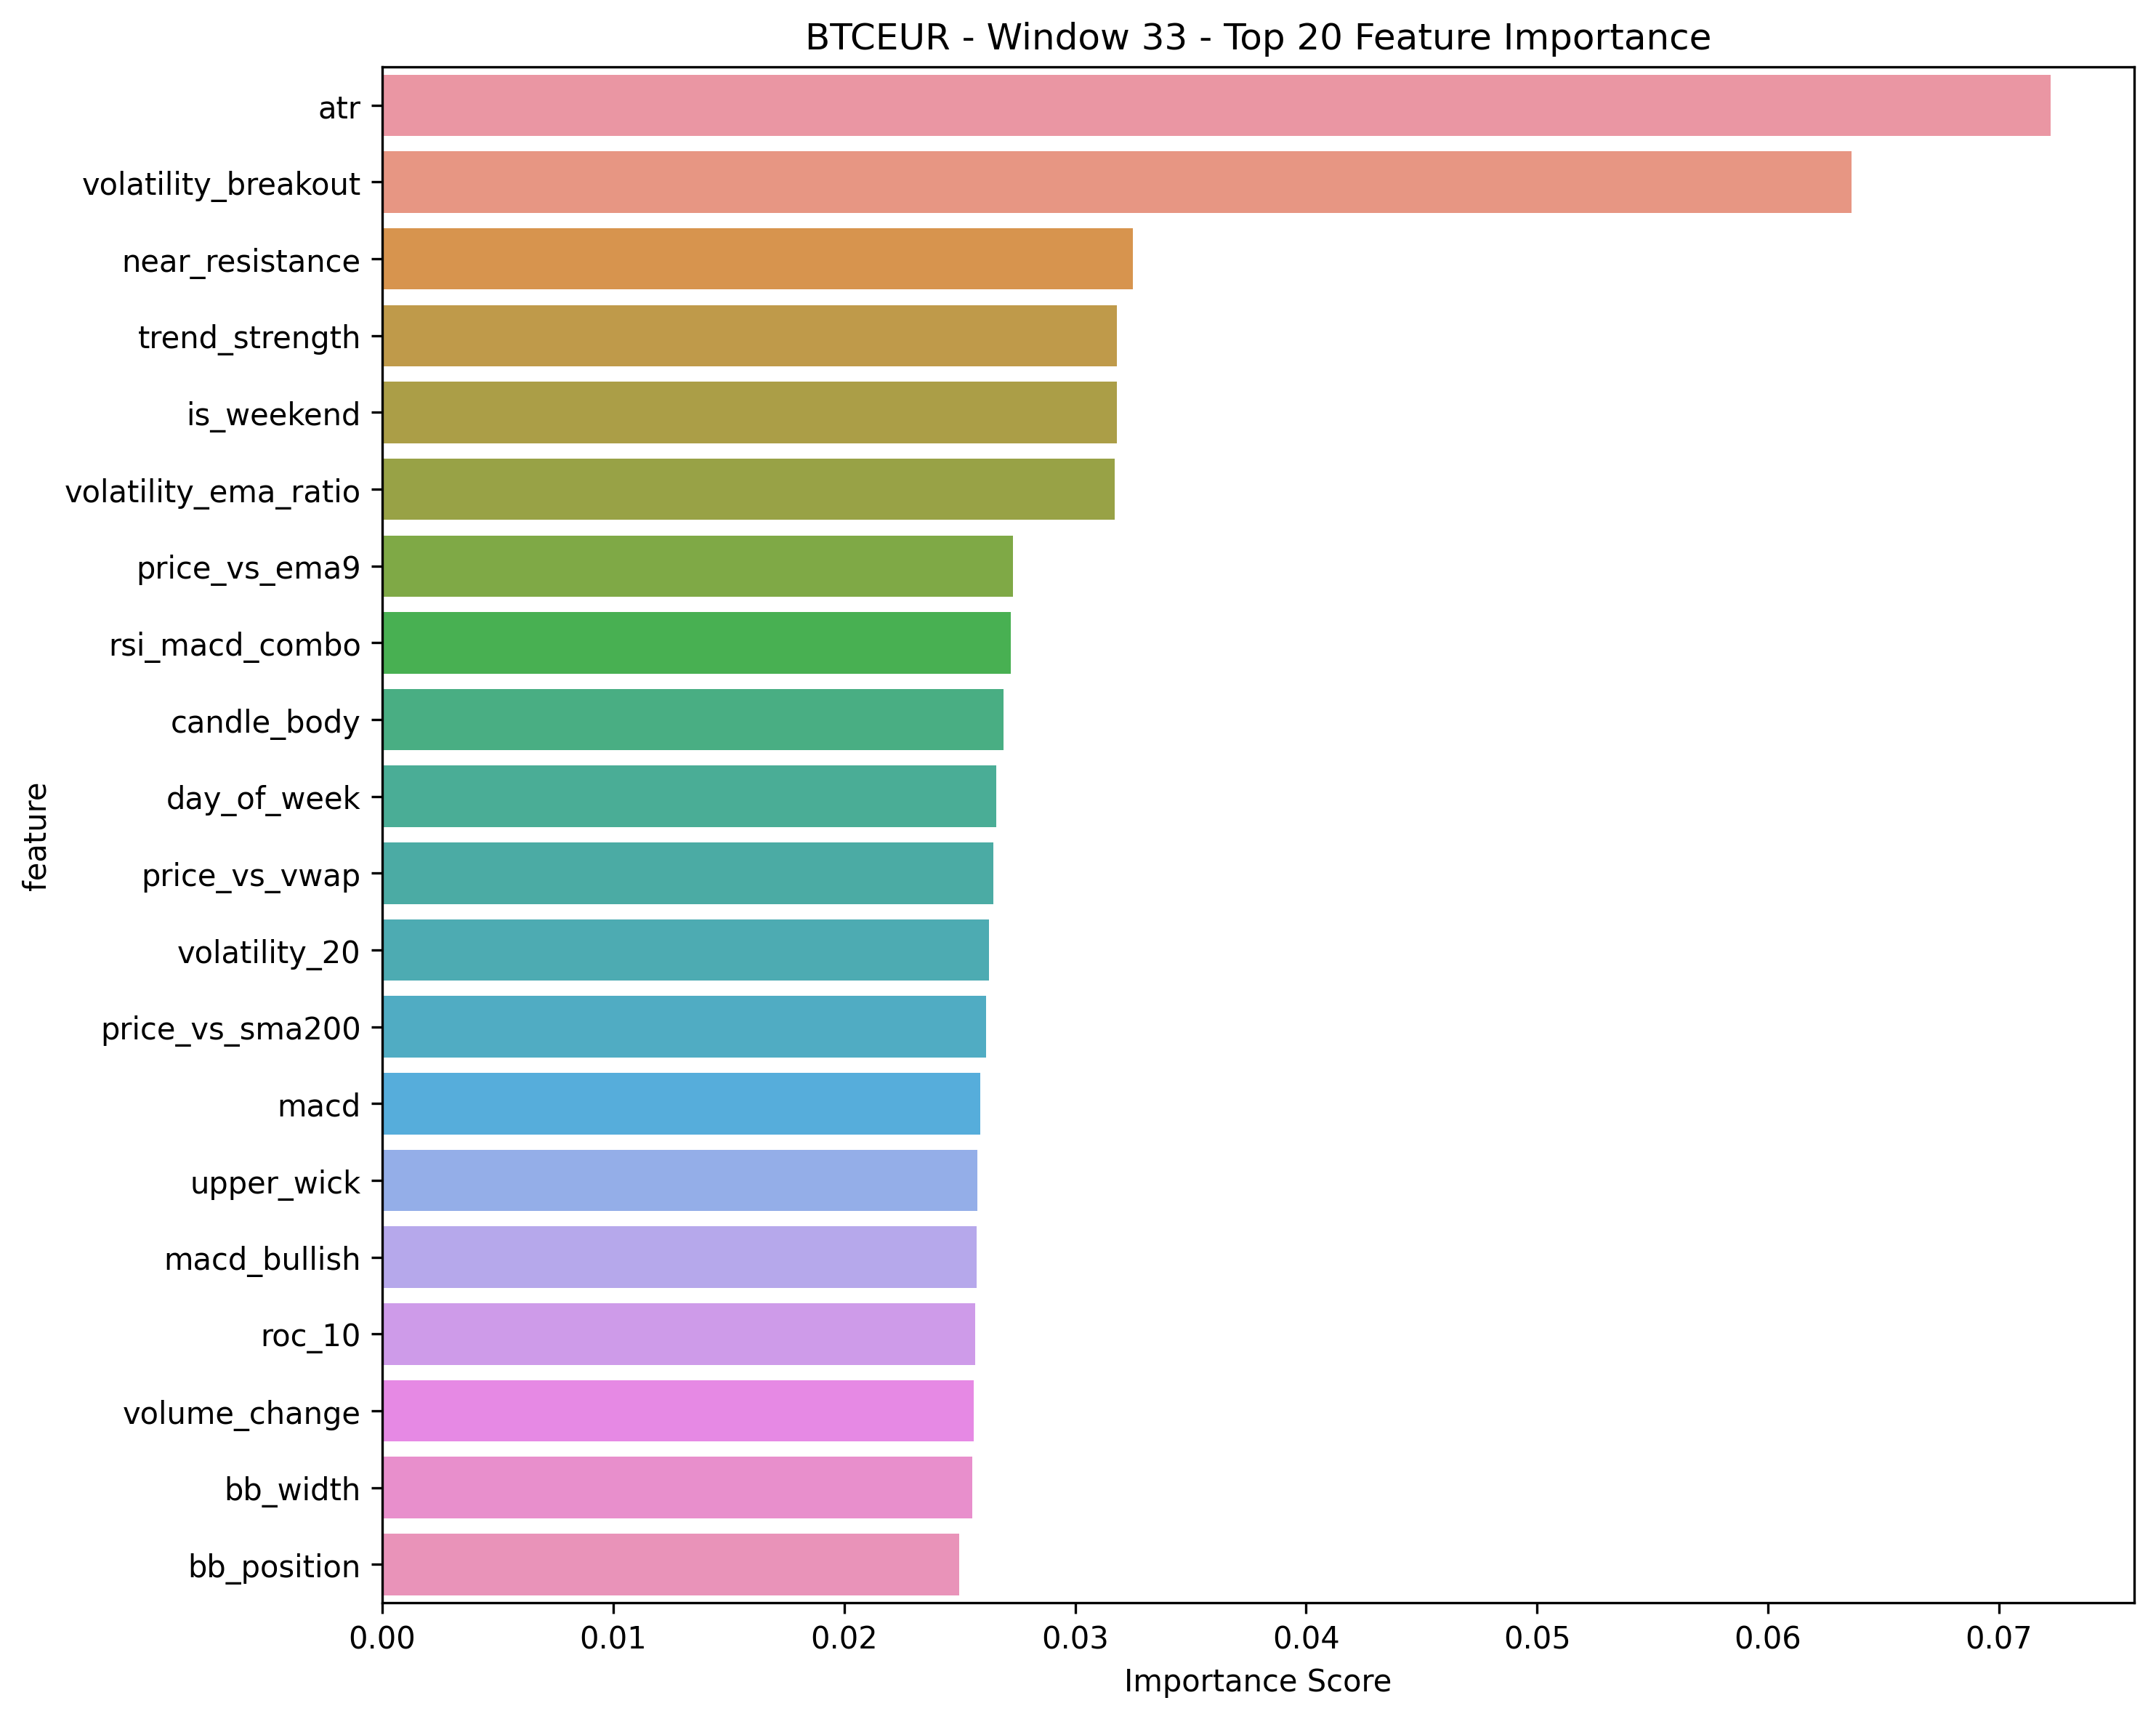 BTCEUR - Window 33 - Top 20 Feature Importance
atr
volatility_breakout
near_resistance
trend_strength
is_weekend
volatility_ema_ratio
price_vs_ema9
rsi_macd_combo
candle_body
day_of_week
price_vs_vwap
volatility_20
price_vs_sma200
macd
upper_wick
macd_bullish
roc_10
volume_change
bb_width
bb_position
feature
0.00 0.01 0.02 0.03 0.04 0.05 0.06 0.07
Importance Score